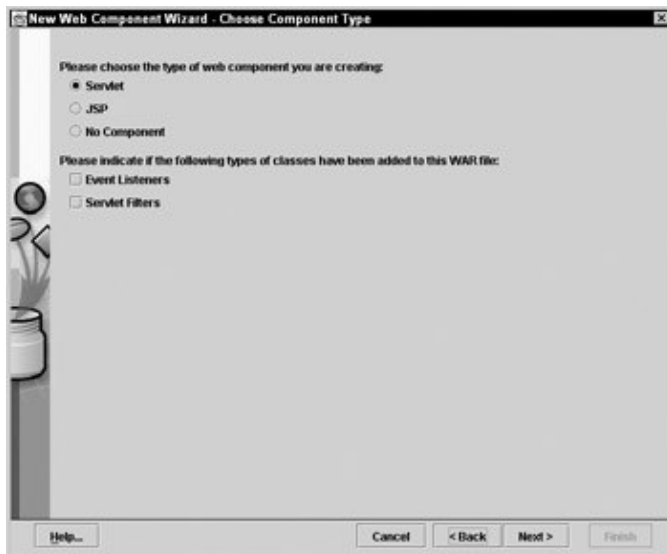 New Web Component Wizard - Choose Component Type
Please choose the type of web component you are creating:
Servlet
JSP
No Component
Please indicate if the following types of classes have been added to this WAR file:
Event Listeners
Servlet Filters
Help...
Cancel
< Back
Next >
Finish